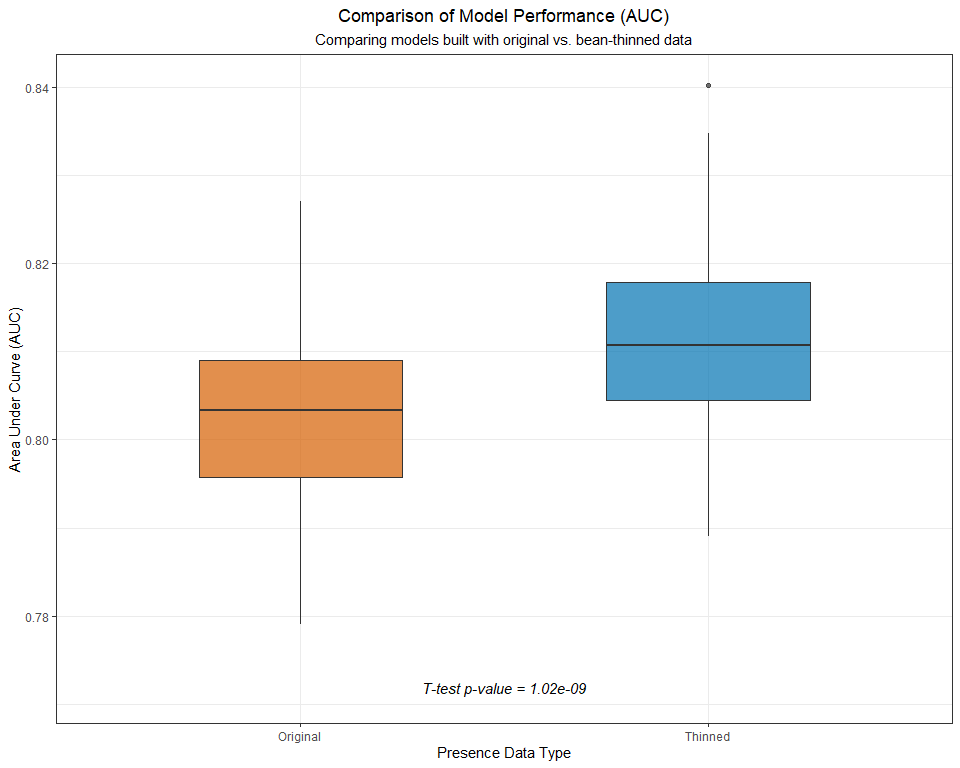 Comparison of Model Performance (AUC)
Comparing models built with original vs. bean-thinned data
Area Under Curve (AUC)
0.84
0.82
0.80
0.78
T-test p-value = 1.02e-09
Original
Thinned
Presence Data Type